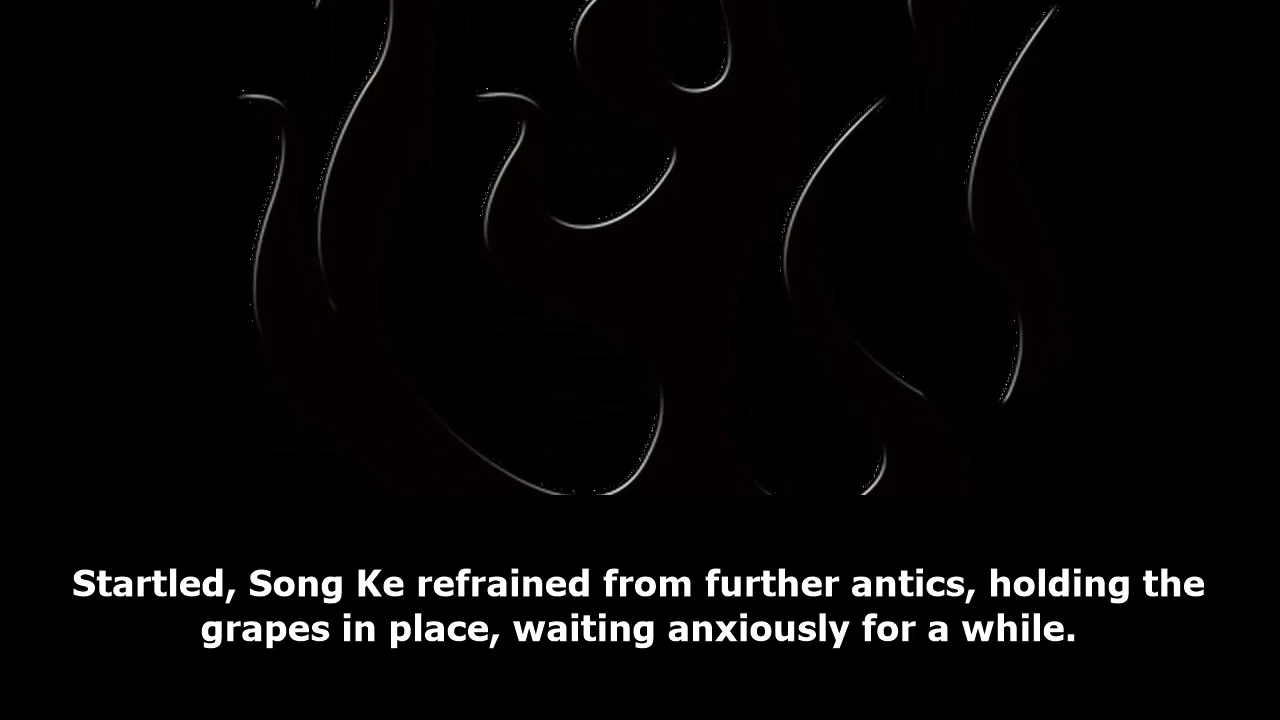 Startled, Song Ke refrained from further antics, holding the
grapes in place, waiting anxiously for a while.